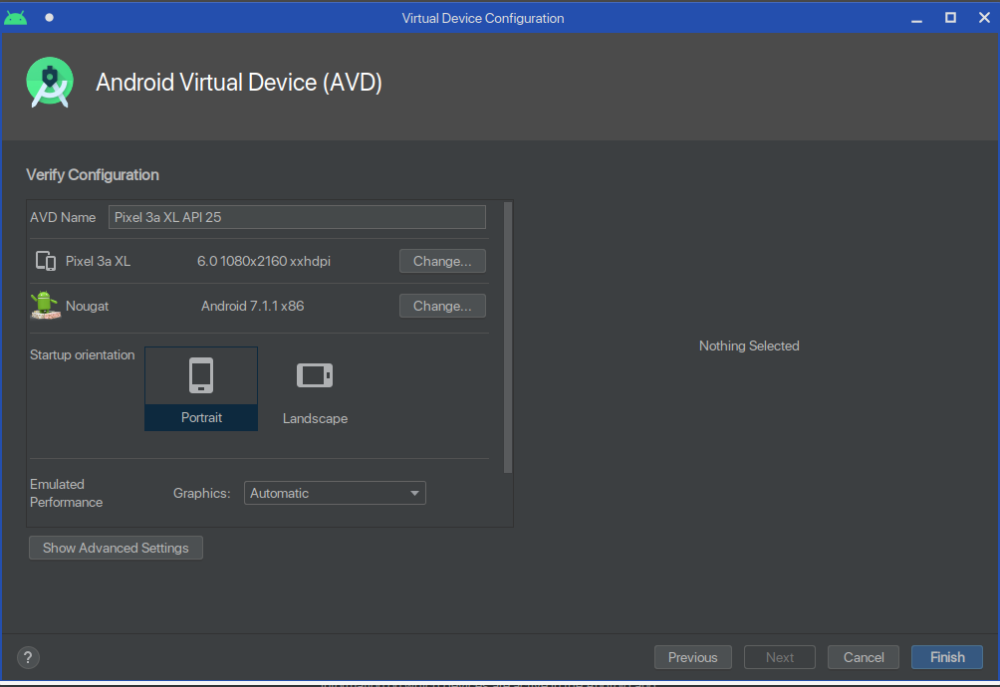 Virtual Device Configuration
Android Virtual Device (AVD)
Verify Configuration
AVD Name Pixel 3a XL API 25
Pixel 3a XL 6.0 1080x2160 xxhdpi Change...
Nougat Android 7.1.1 x86 Change...
Nothing Selected
Startup orientation
Portrait
Landscape
Emulated
Performance
Graphics: Automatic
Show Advanced Settings
? Previous Next Cancel Finish